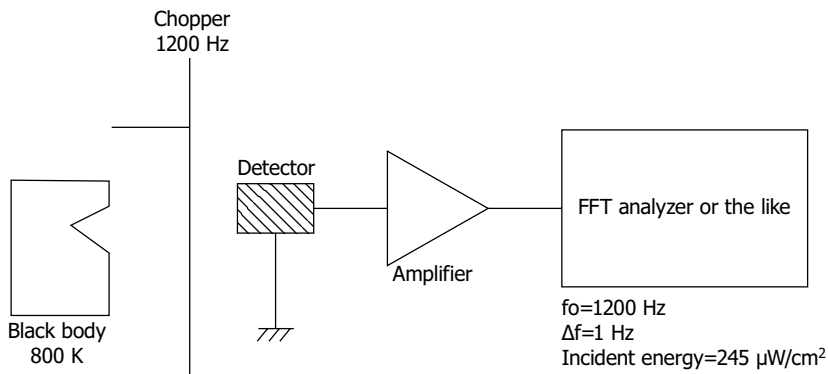 Chopper
1200 Hz
Detector
FFT analyzer or the like
Amplifier
Black body
800 K
fo=1200 Hz
Δf=1 Hz
Incident energy=245 μW/cm²